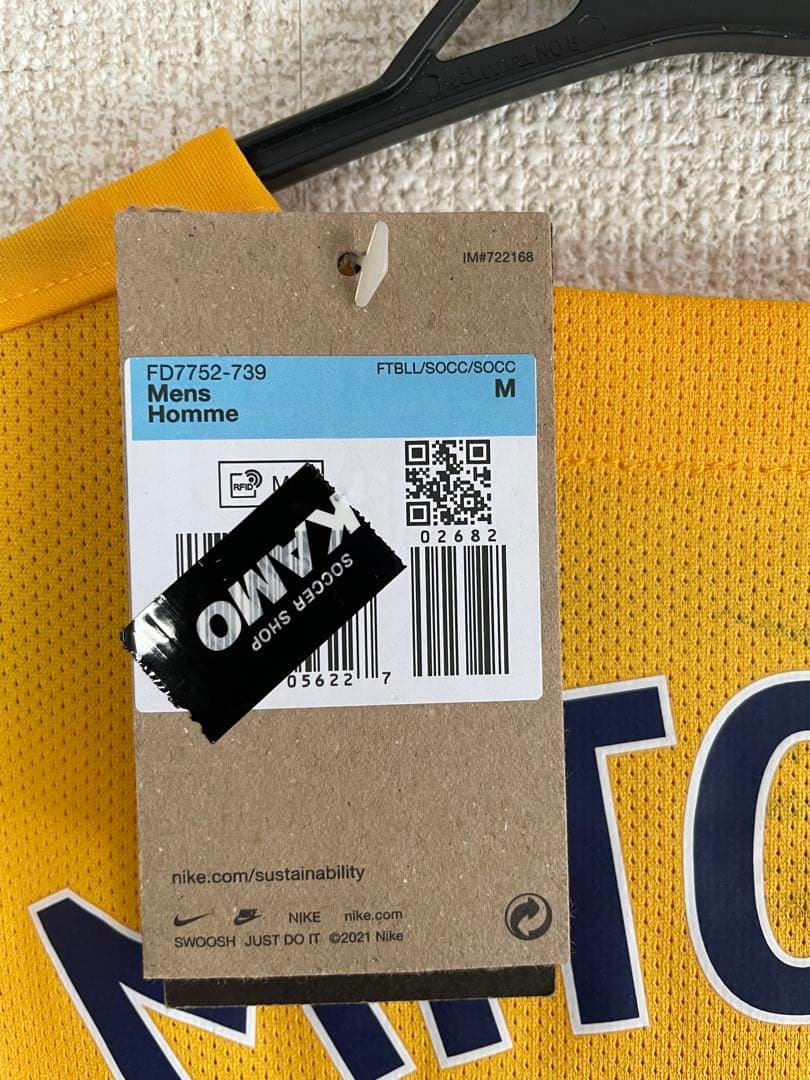 IM#722168
FD7752-739
FTBLL/SOCC/SOCC
Mens
M
Homme
RFID
02682
KAMO
SOCCER SHOP
05622 7
nike.com/sustainability
NIKE nike.com
SWOOSH JUST DO IT ©2021 Nike